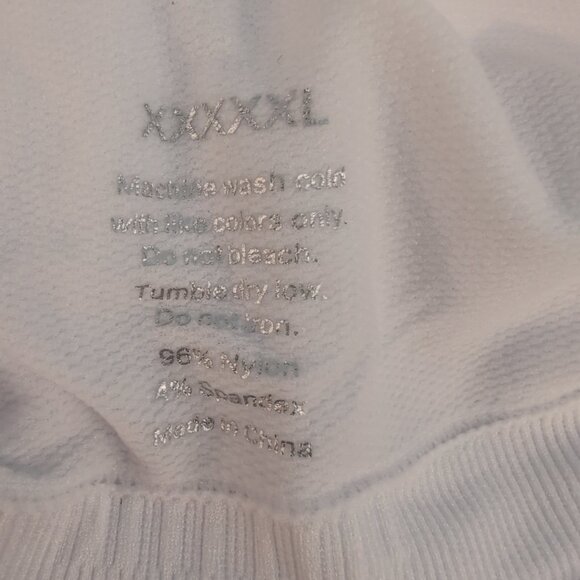 XXXXXL
Machine wash cold
with like colors only.
Do not bleach.
Tumble dry low.
Do not iron.
96% Nylon
4% Spandex
Made in China